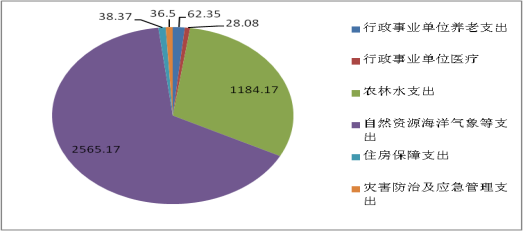 38.37
36.5
62.35
28.08
1184.17
2565.17
行政事业单位养老支出
行政事业单位医疗
农林水支出
自然资源海洋气象等支
出
住房保障支出
灾害防治及应急管理支
出